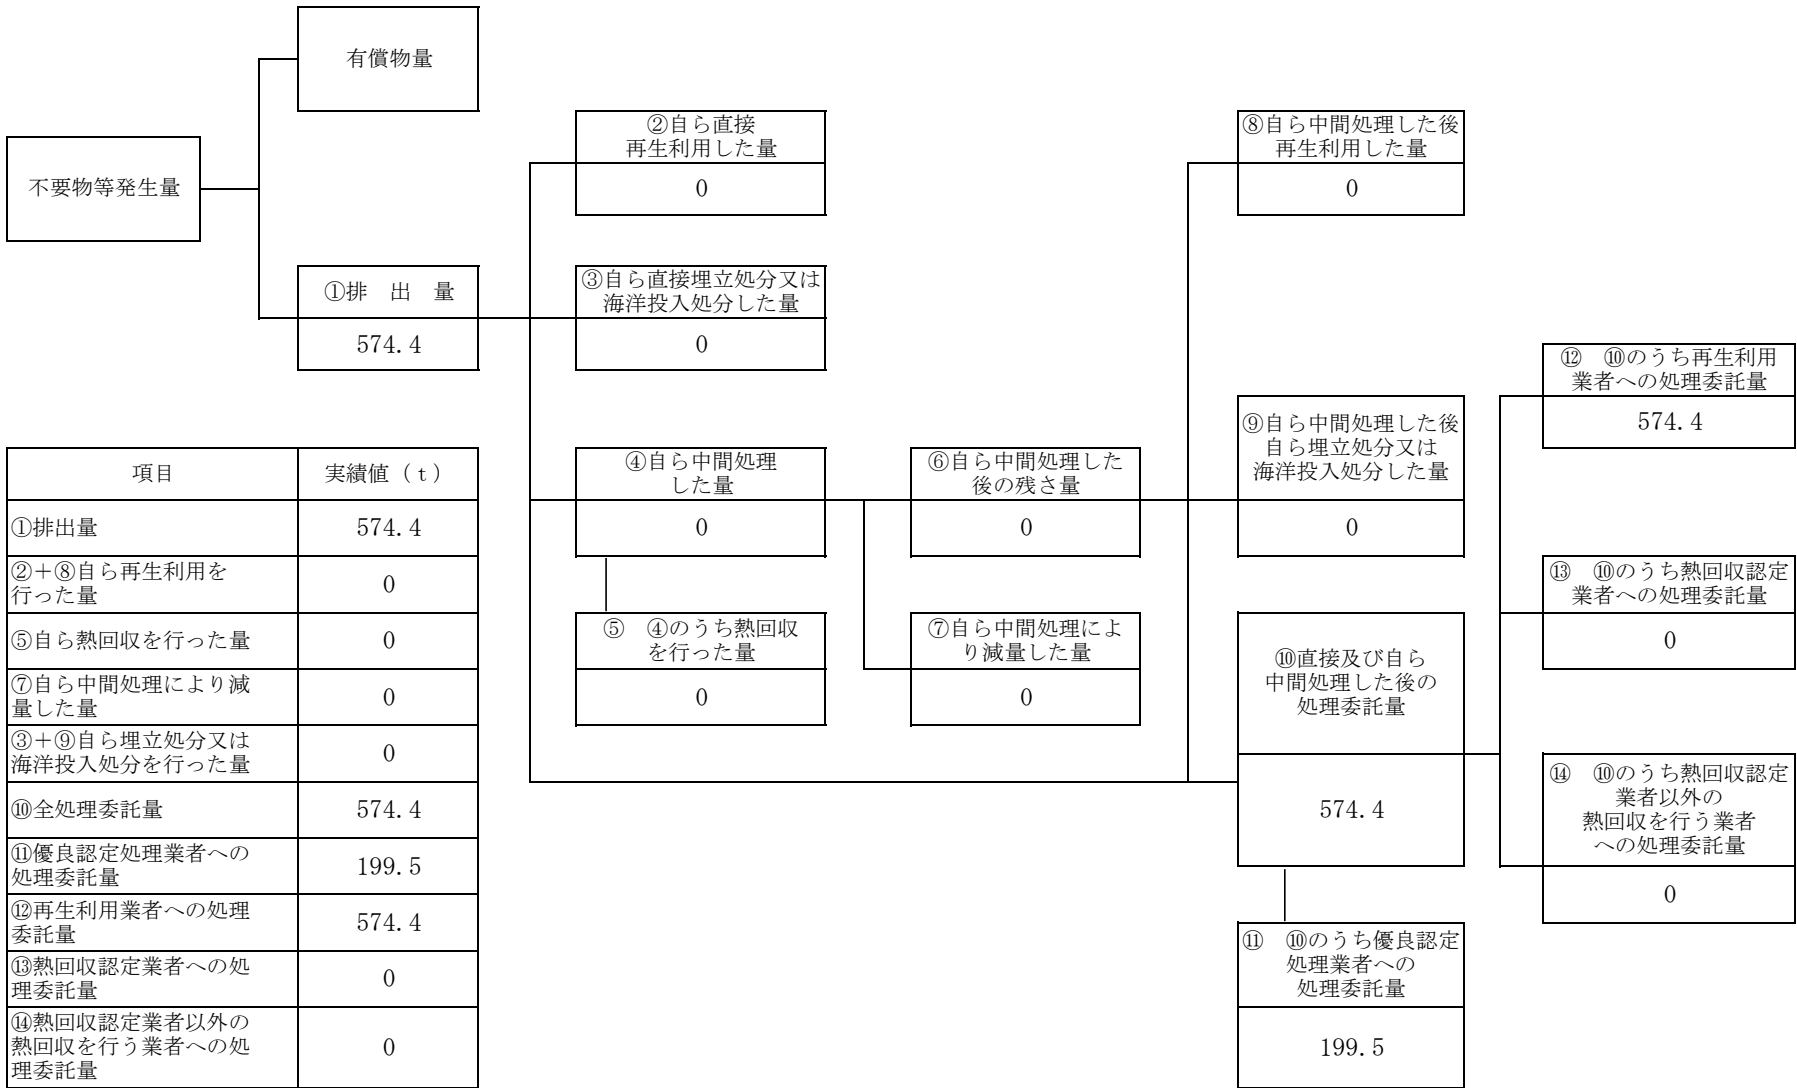 有償物量
不要物等発生量
①排　出　量
574.4
②自ら直接
再生利用した量
0
③自ら直接埋立処分又は
海洋投入処分した量
0
④自ら中間処理
した量
0
⑤　④のうち熱回収
を行った量
0
⑥自ら中間処理した
後の残さ量
0
⑦自ら中間処理によ
り減量した量
0
⑧自ら中間処理した後
再生利用した量
0
⑨自ら中間処理した後
自ら埋立処分又は
海洋投入処分した量
0
⑩直接及び自ら
中間処理した後の
処理委託量
574.4
⑪　⑩のうち優良認定
処理業者への
処理委託量
199.5
⑫　⑩のうち再生利用
業者への処理委託量
574.4
⑬　⑩のうち熱回収認定
業者への処理委託量
0
⑭　⑩のうち熱回収認定
業者以外の
熱回収を行う業者
への処理委託量
0
項目 実績値（ｔ）
①排出量 574.4
②＋⑧自ら再生利用を
行った量 0
⑤自ら熱回収を行った量 0
⑦自ら中間処理により減
量した量 0
③＋⑨自ら埋立処分又は
海洋投入処分を行った量 0
⑩全処理委託量 574.4
⑪優良認定処理業者への
処理委託量 199.5
⑫再生利用業者への処理
委託量 574.4
⑬熱回収認定業者への処
理委託量 0
⑭熱回収認定業者以外の
熱回収を行う業者への処
理委託量 0